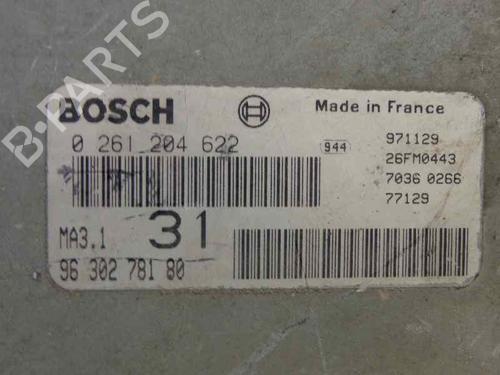 B-PARTS
BOSCH Made in France
0 261 204 622 944 971129
26FM0443
7036 0266
77129
MA3.1 31
96 302 781 80